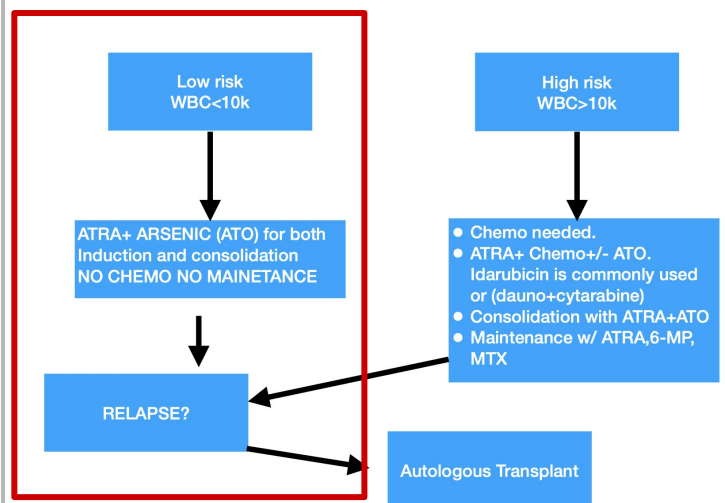 Low risk
WBC<10k
High risk
WBC>10k
ATRA+ ARSENIC (ATO) for both
Induction and consolidation
NO CHEMO NO MAINETANCE
● Chemo needed.
● ATRA+ Chemo+/- ATO.
Idarubicin is commonly used
or (dauno+cytarabine)
● Consolidation with ATRA+ATO
● Maintenance w/ ATRA,6-MP,
MTX
RELAPSE?
Autologous Transplant